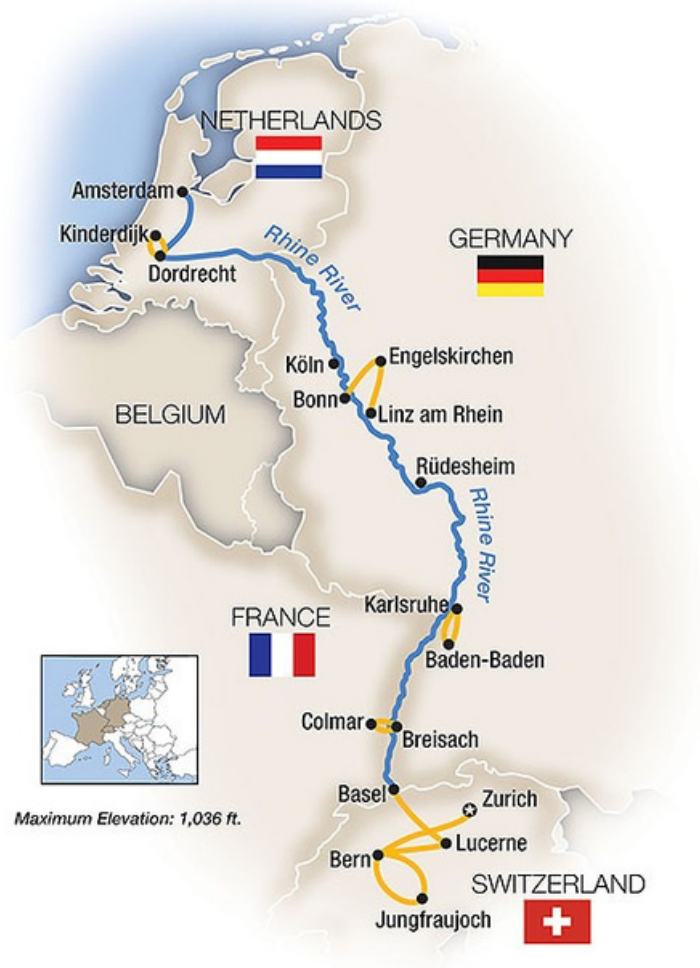 NETHERLANDS
Amsterdam
Kinderdijk
Dordrecht
Rhine River
GERMANY
Köln
Engelskirchen
Bonn
Linz am Rhein
BELGIUM
Rüdesheim
Rhine River
Karlsruhe
FRANCE
Baden-Baden
Colmar
Breisach
Basel
Zurich
Maximum Elevation: 1,036 ft.
Lucerne
Bern
SWITZERLAND
Jungfraujoch